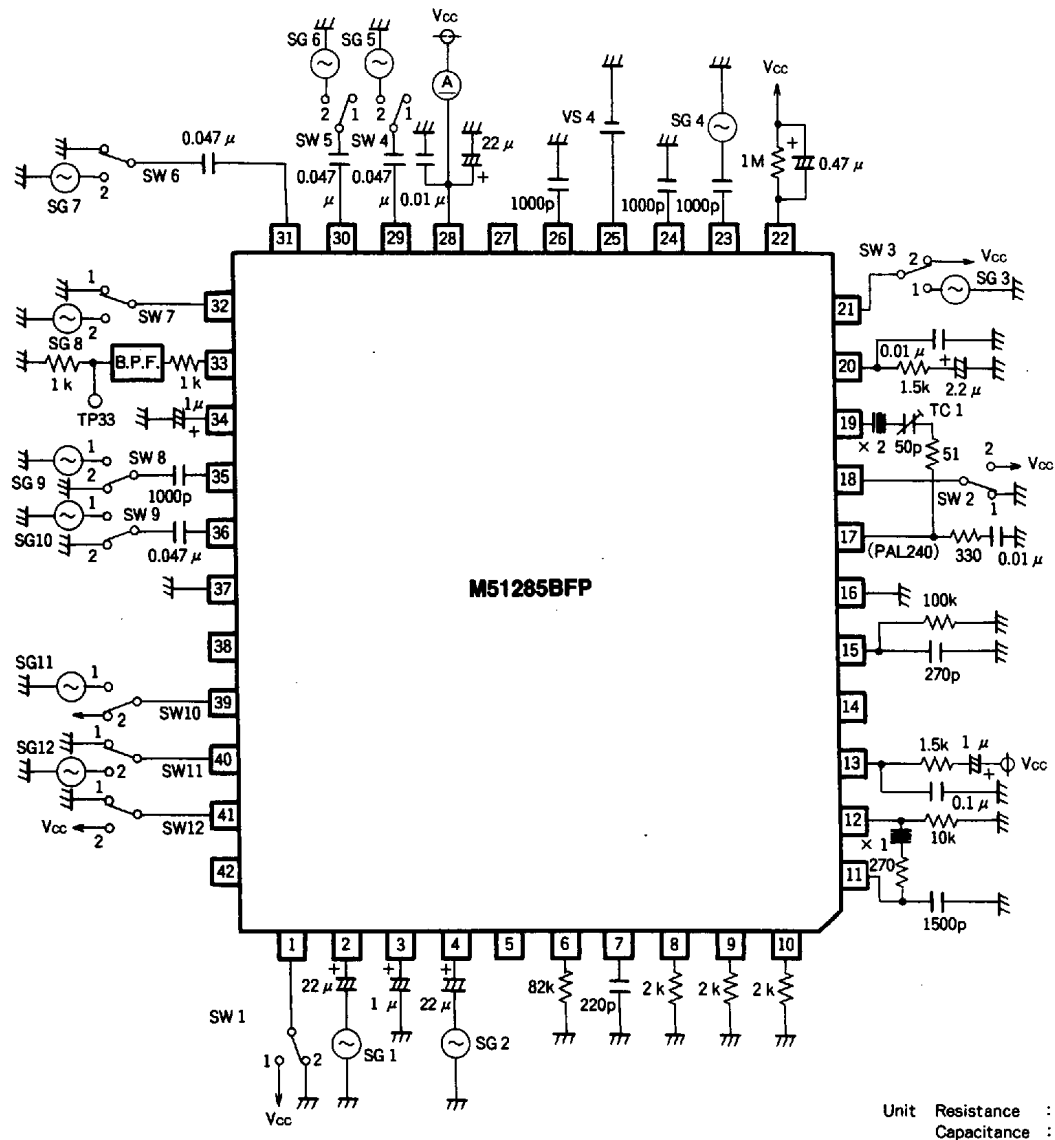 Vcc
SG 6
SG 5
A
2
1
2
1
SW 5
SW 4
0.047
μ
0.047
μ
0.01 μ
22 μ
+
VS 4
SG 4
Vcc
1M
+
0.47 μ
1000p
1000p
1000p
0.047 μ
SW 6
2
SG 7
31
30
29
28
27
26
25
24
23
22
1
SW 7
2
SG 8
32
B.P.F.
1 k
1 k
33
TP33
1 μ
+
34
1
SW 8
2
SG 9
1000p
35
1
SW 9
2
SG10
0.047 μ
36
37
38
SG11
1
2
SW10
39
1
SG12
2
SW11
40
1
Vcc
2
SW12
41
42
M51285BFP
SW 3
2
Vcc
1
SG 3
21
0.01 μ
1.5k
+
2.2 μ
20
19
× 2
50p
TC 1
51
18
2
Vcc
SW 2
1
17
(PAL240)
330
0.01 μ
16
100k
15
270p
14
13
1.5k
1 μ
+
Vcc
0.1 μ
12
× 1
10k
270
11
1500p
1
2
3
4
5
6
7
8
9
10
SW 1
1
2
Vcc
+
22 μ
SG 1
+
1 μ
+
22 μ
SG 2
82k
220p
2 k
2 k
2 k
Unit Resistance :
Capacitance :